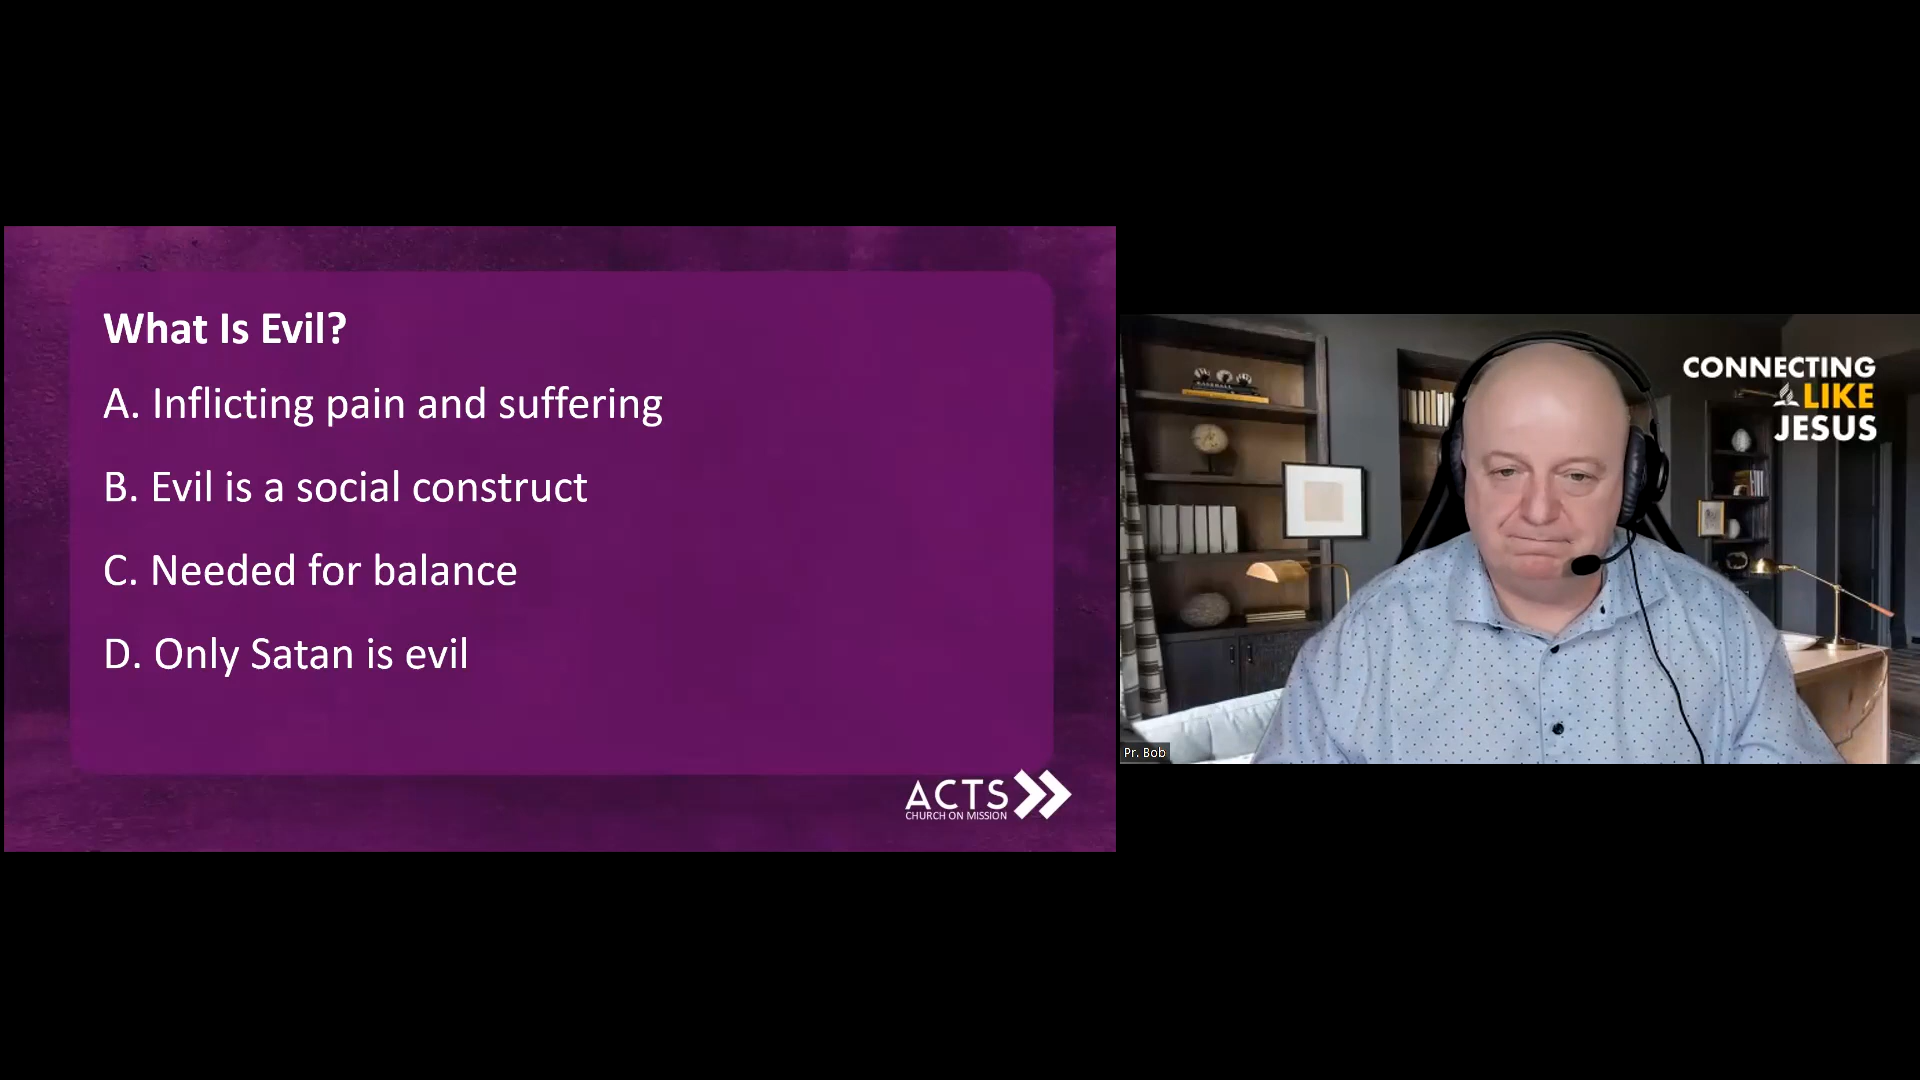 What Is Evil?
A. Inflicting pain and suffering
B. Evil is a social construct
C. Needed for balance
D. Only Satan is evil
ACTS
CHURCH ON MISSION
CONNECTING
LIKE
JESUS
Pr. Bob